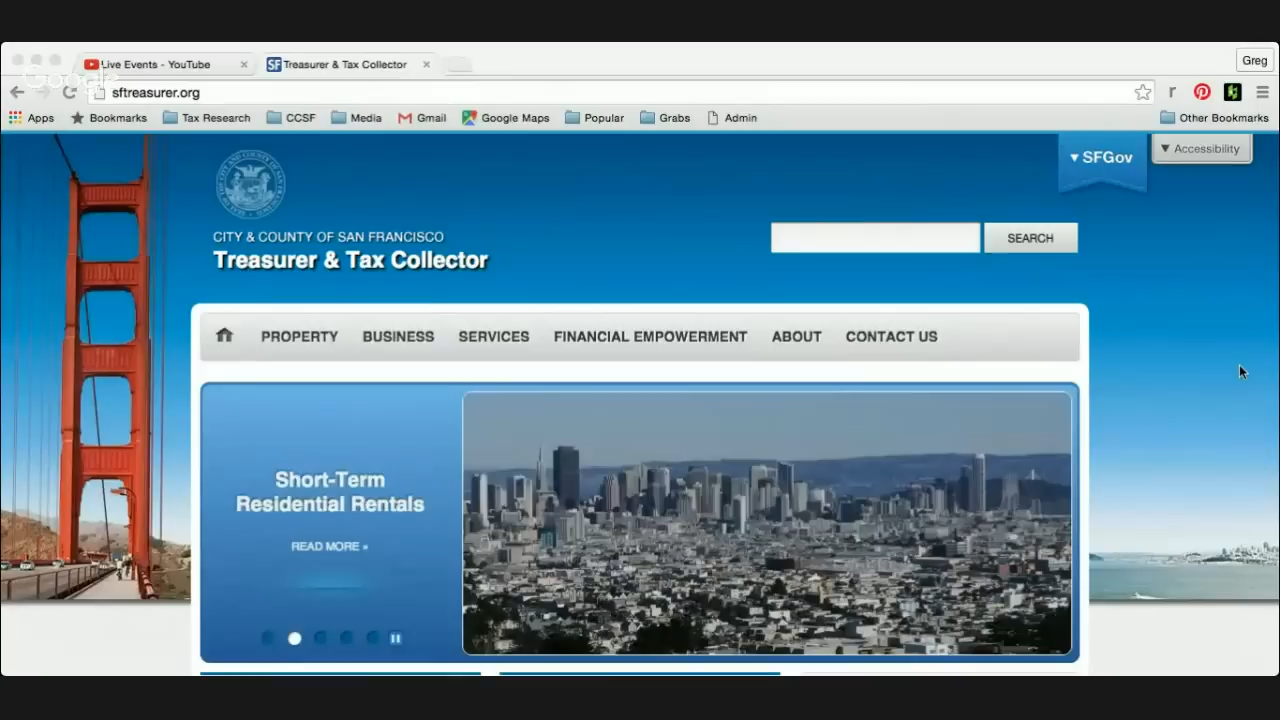 Live Events - YouTube
SF Treasurer & Tax Collector
Greg
Google
sftreasurer.org
Apps Bookmarks Tax Research CCSF Media Gmail Google Maps Popular Grabs Admin Other Bookmarks
▼ SFGov
▼ Accessibility
CITY & COUNTY OF SAN FRANCISCO
Treasurer & Tax Collector
SEARCH
PROPERTY BUSINESS SERVICES FINANCIAL EMPOWERMENT ABOUT CONTACT US
Short-Term
Residential Rentals
READ MORE »